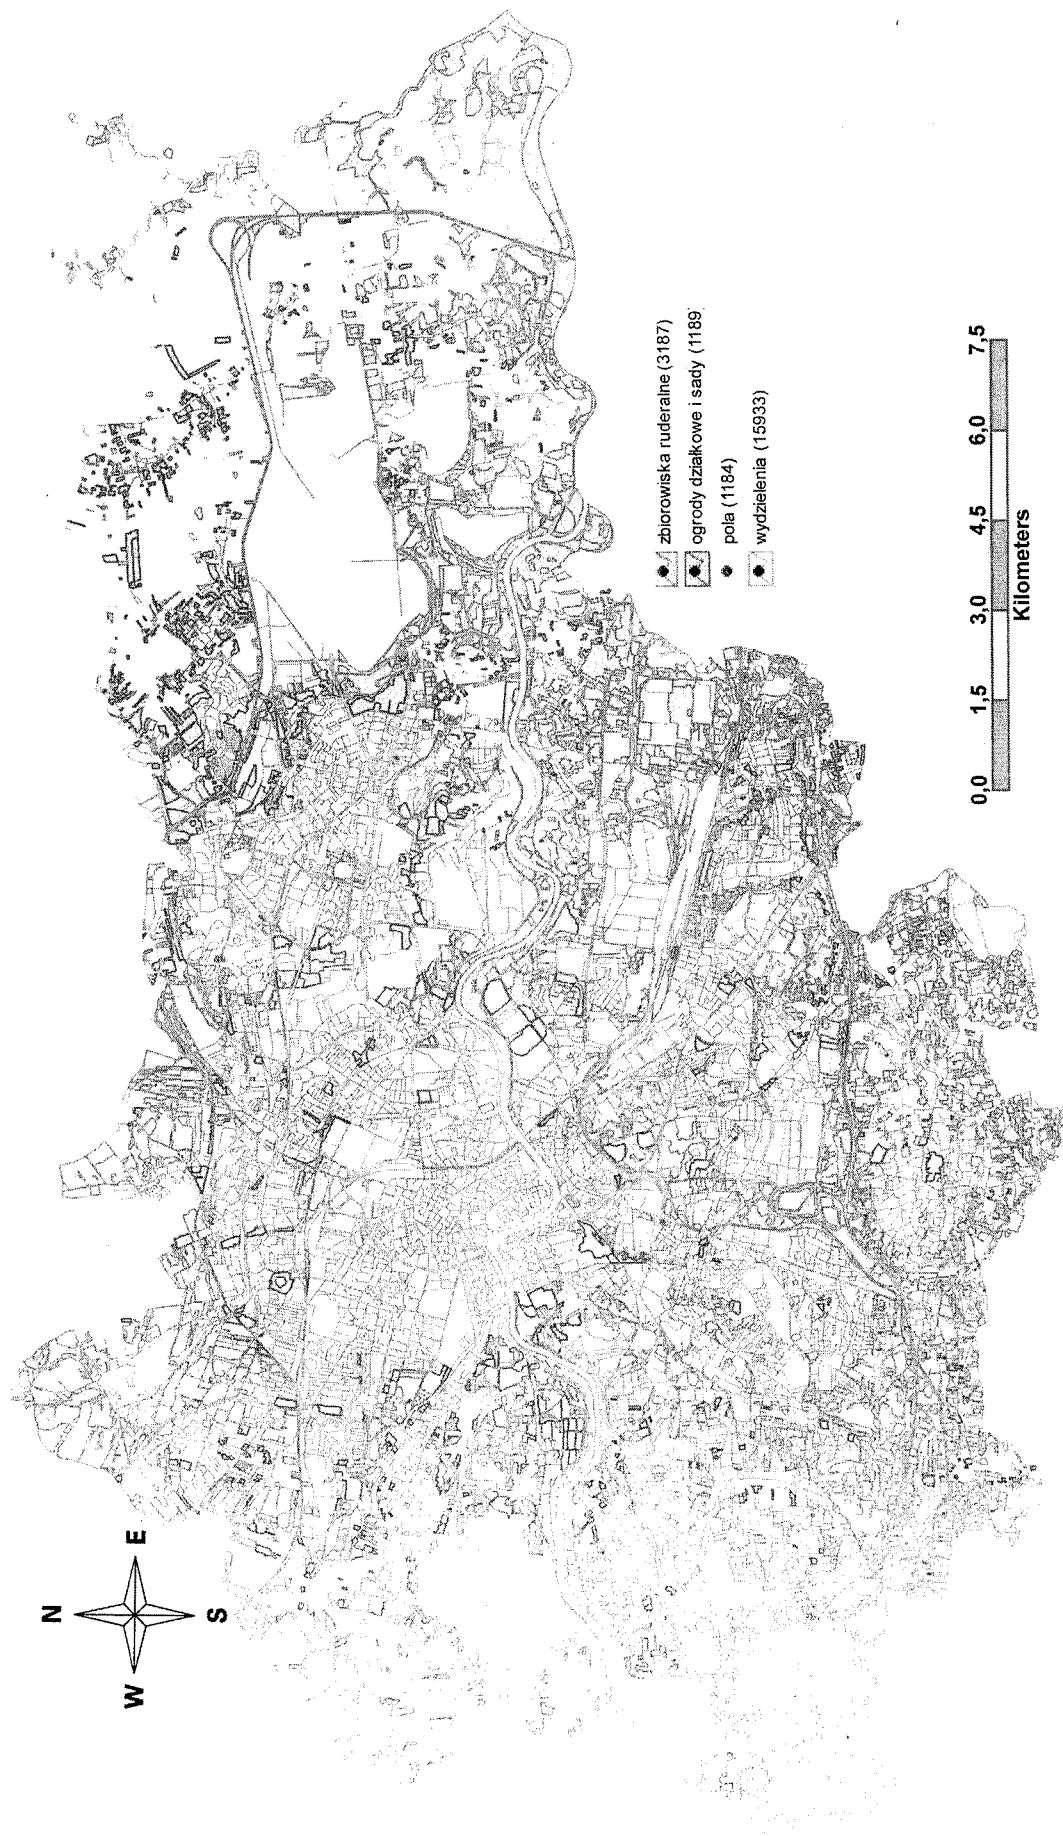 N
W E
S
zbiorowiska ruderalne (3187)
ogrody działkowe i sady (1189)
pola (1184)
wydzielenia (15933)
0,0 1,5 3,0 4,5 6,0 7,5
Kilometers